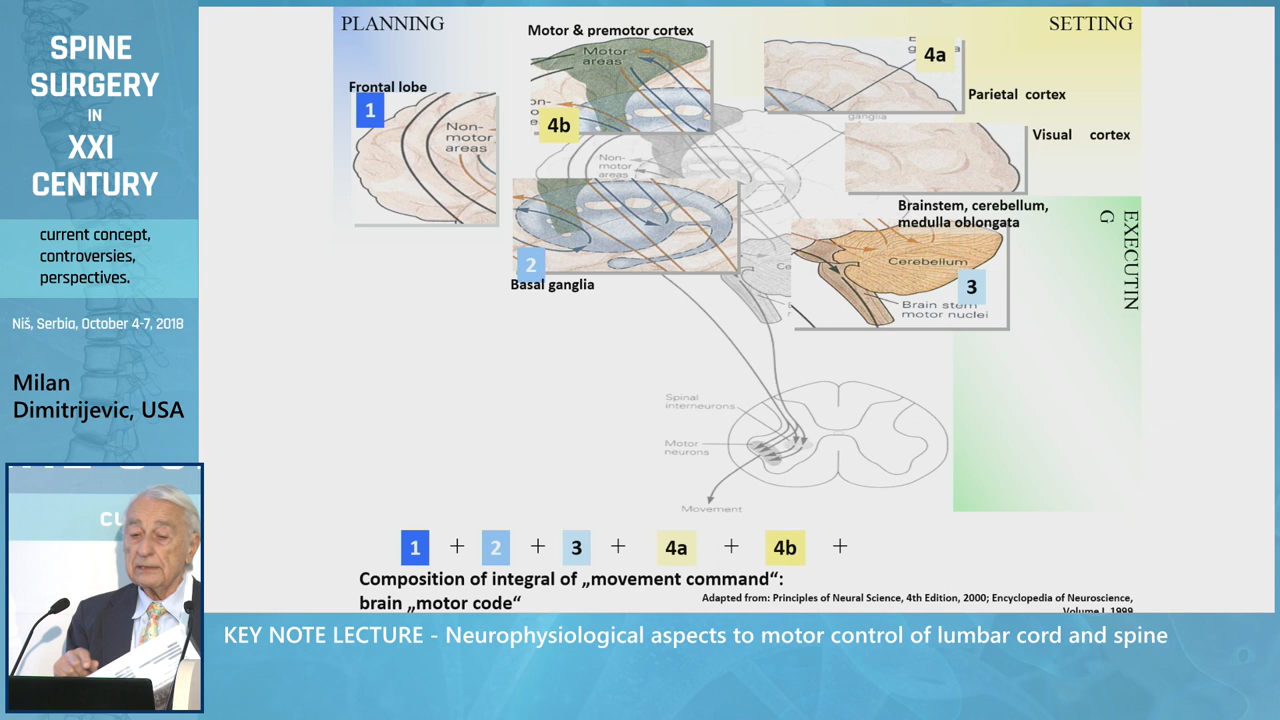 SPINE
SURGERY
IN
XXI
CENTURY
current concept,
controversies,
perspectives.
Niš, Serbia, October 4-7, 2018
Milan
Dimitrijevic, USA
PLANNING
SETTING
Motor & premotor cortex
Motor
areas
4b
Frontal lobe
1
Non-
motor
areas
4a
ganglia
Parietal cortex
Visual cortex
Non-
motor
areas
2
Basal ganglia
Brainstem, cerebellum,
medulla oblongata
Cerebellum
3
Brain stem
motor nuclei
EXECUTIN
G
Spinal
interneurons
Motor
neurons
Movement
1 + 2 + 3 + 4a + 4b +
Composition of integral of „movement command“:
brain „motor code“
Adapted from: Principles of Neural Science, 4th Edition, 2000; Encyclopedia of Neuroscience,
Volume I, 1999
KEY NOTE LECTURE - Neurophysiological aspects to motor control of lumbar cord and spine